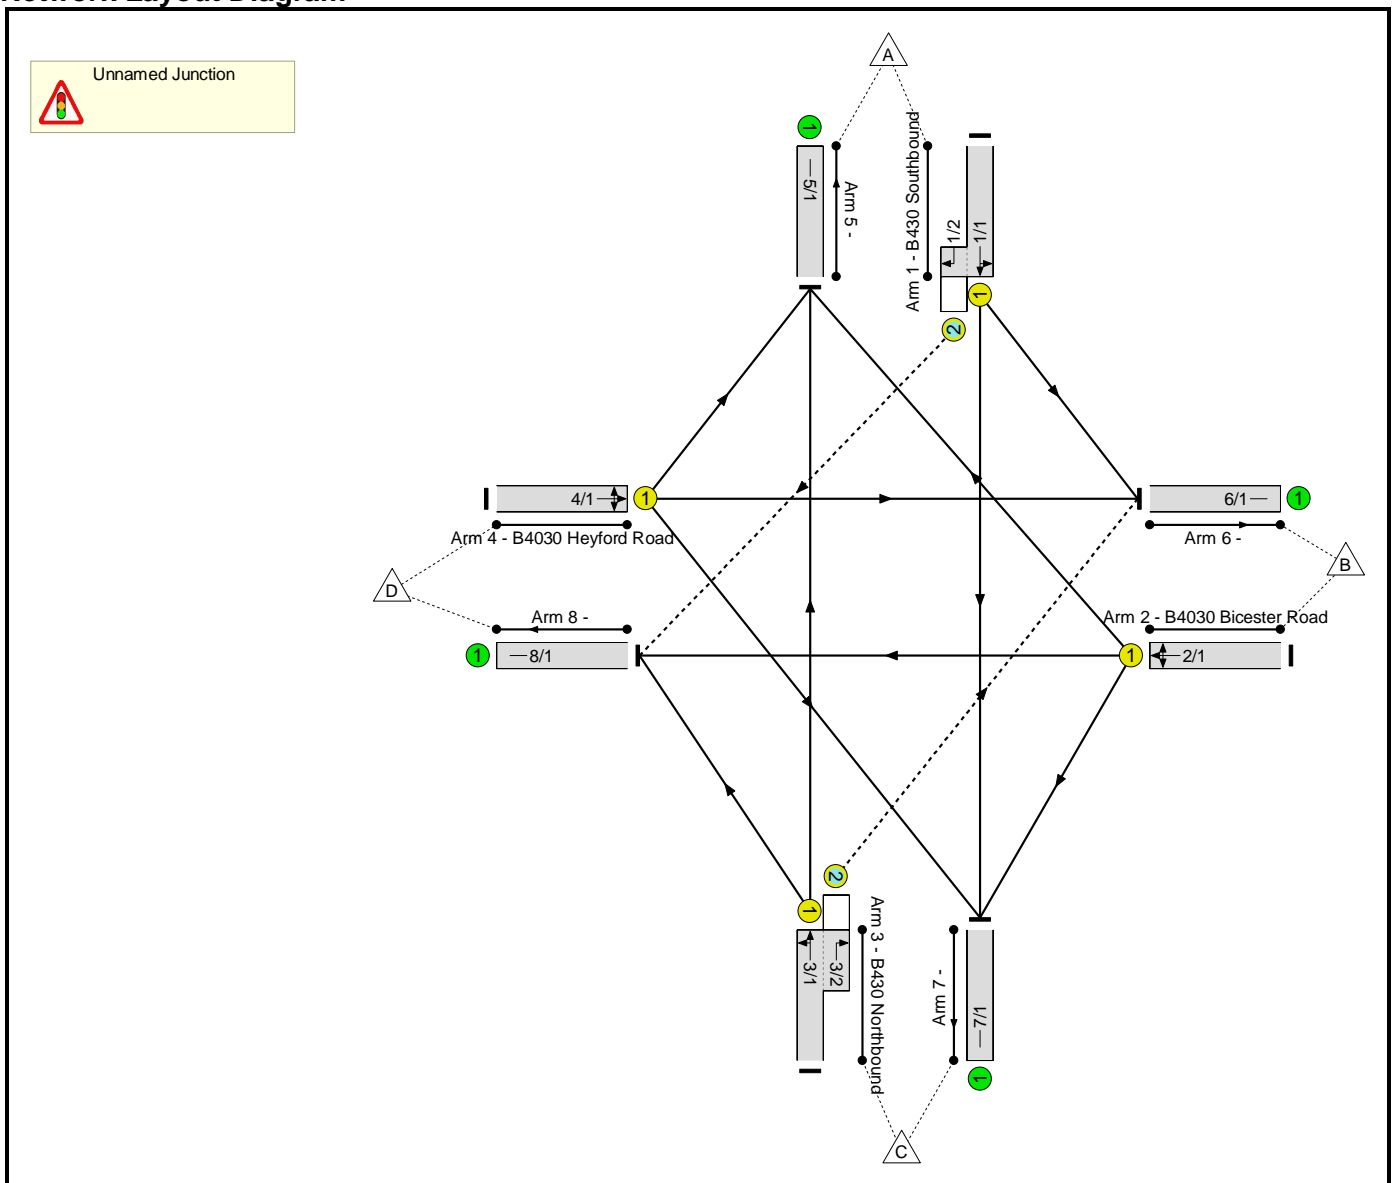 Network Layout Diagram
Unnamed Junction
A
1
5/1
Arm 5 -
Arm 1 - B430 Southbound
1/2
1/1
1
2
4/1
1
Arm 4 - B4030 Heyford Road
6/1
1
Arm 6 -
D
B
Arm 8 -
1
8/1
Arm 2 - B4030 Bicester Road
1
2/1
2
1
3/1
3/2
Arm 3 - B430 Northbound
Arm 7 -
7/1
1
C